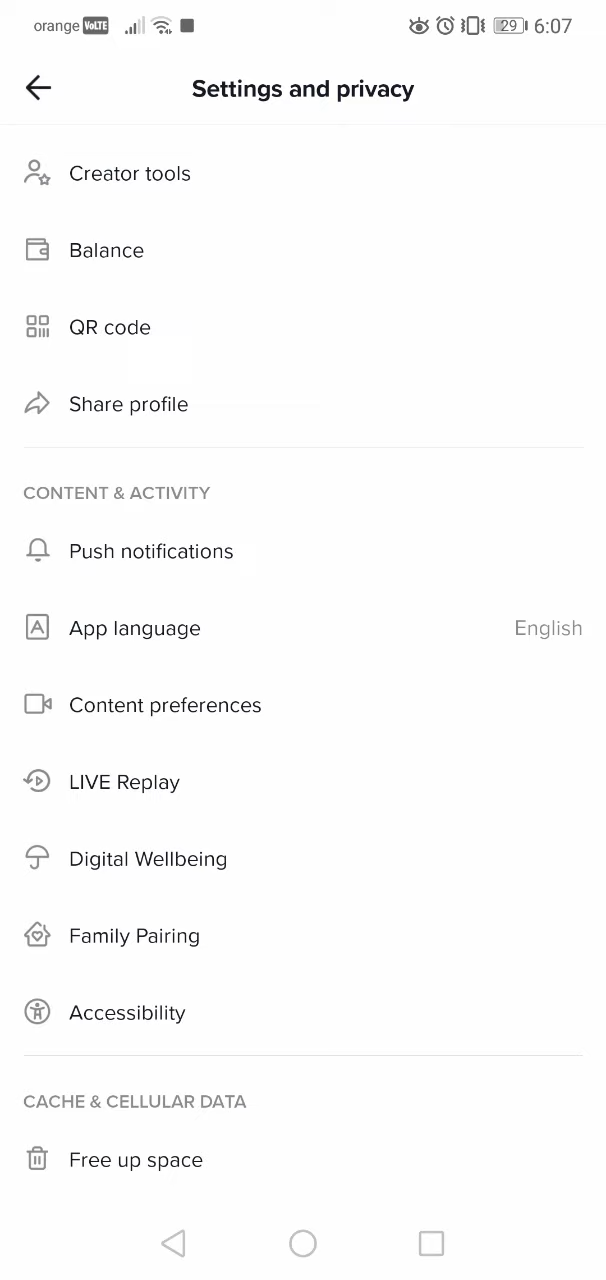 orange VoLTE 29 6:07
Settings and privacy
Creator tools
Balance
QR code
Share profile
CONTENT & ACTIVITY
Push notifications
App language English
Content preferences
LIVE Replay
Digital Wellbeing
Family Pairing
Accessibility
CACHE & CELLULAR DATA
Free up space